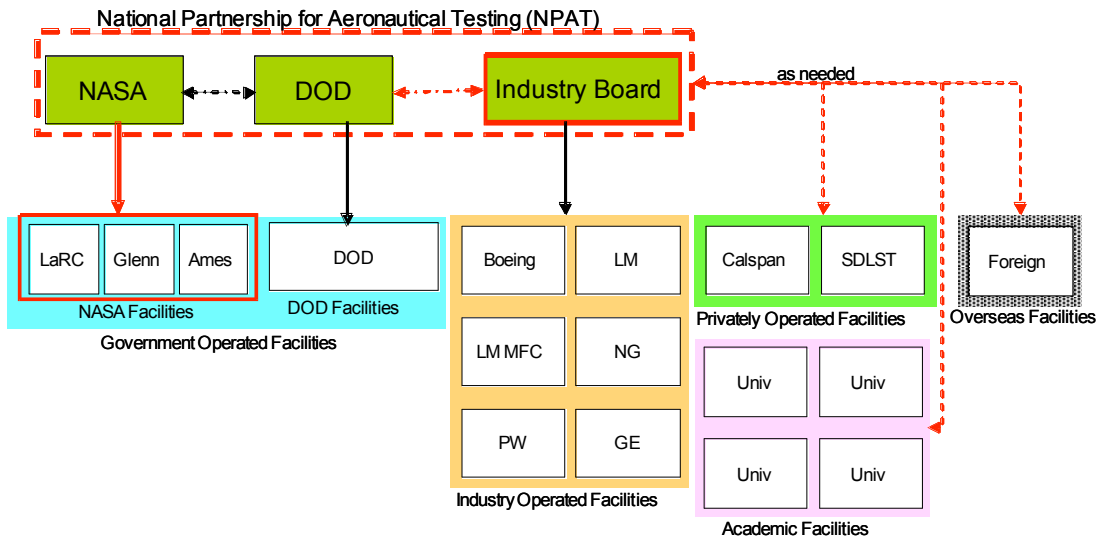 National Partnership for Aeronautical Testing (NPAT)
NASA
DOD
Industry Board
as needed
LaRC
Glenn
Ames
NASA Facilities
DOD
DOD Facilities
Government Operated Facilities
Boeing
LM
LM MFC
NG
PW
GE
Industry Operated Facilities
Calspan
SDLST
Privately Operated Facilities
Foreign
Overseas Facilities
Univ
Univ
Univ
Univ
Academic Facilities